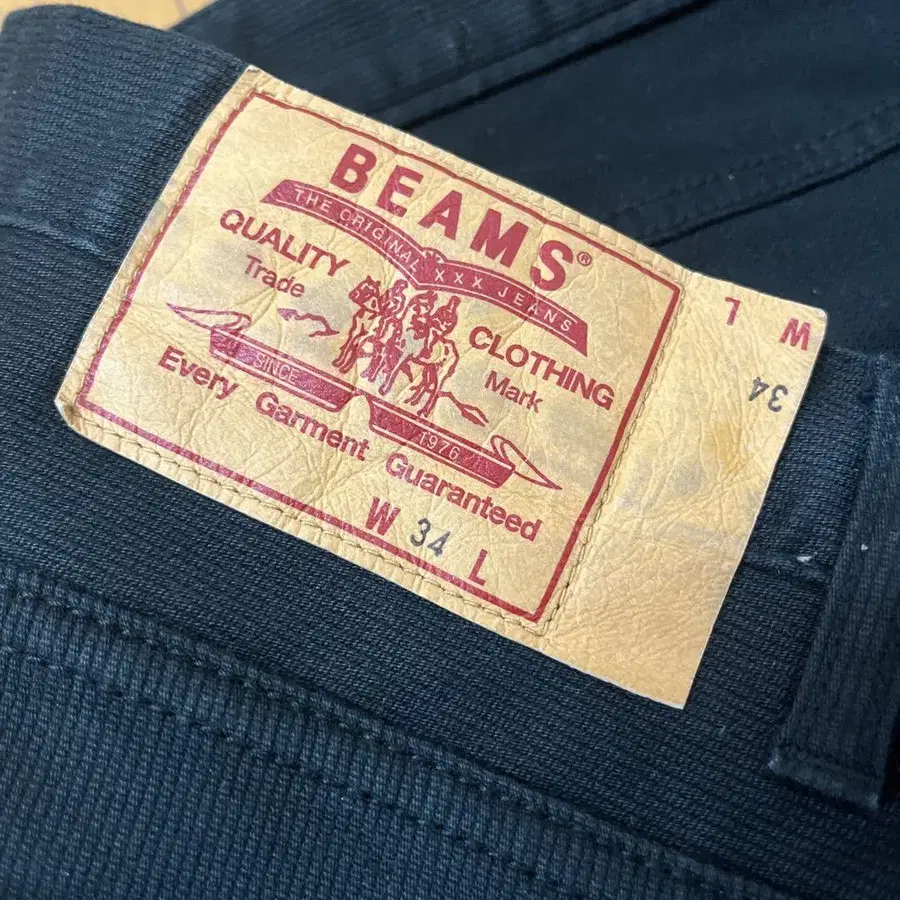 BEAMS®
THE ORIGINAL XXX JEANS
QUALITY CLOTHING
Trade Mark
SINCE 1976
Every Garment Guaranteed
W 34 L
W L
34